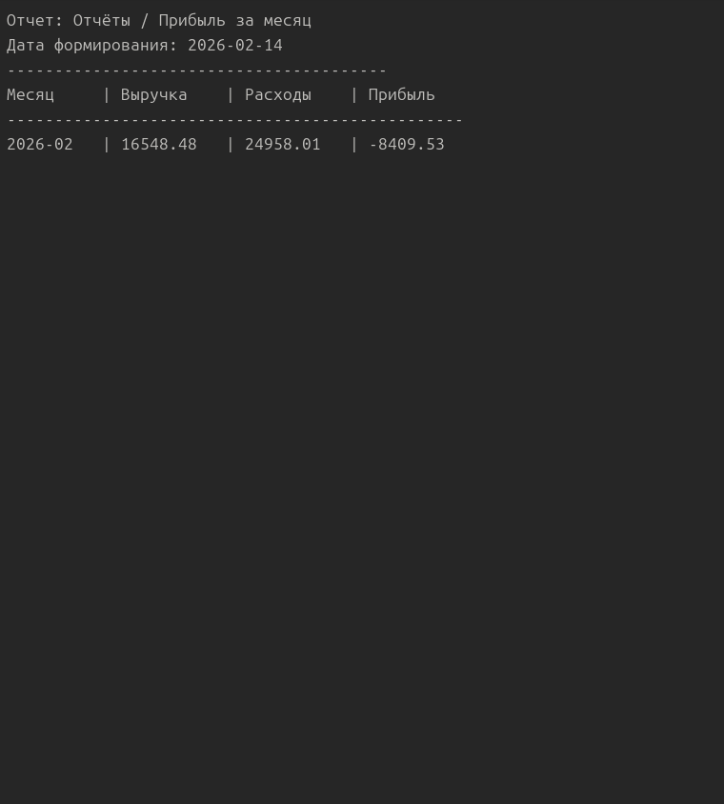 Отчет: Отчёты / Прибыль за месяц
Дата формирования: 2026-02-14
----------------------------------------
Месяц     | Выручка    | Расходы    | Прибыль
------------------------------------------------
2026-02   | 16548.48   | 24958.01   | -8409.53